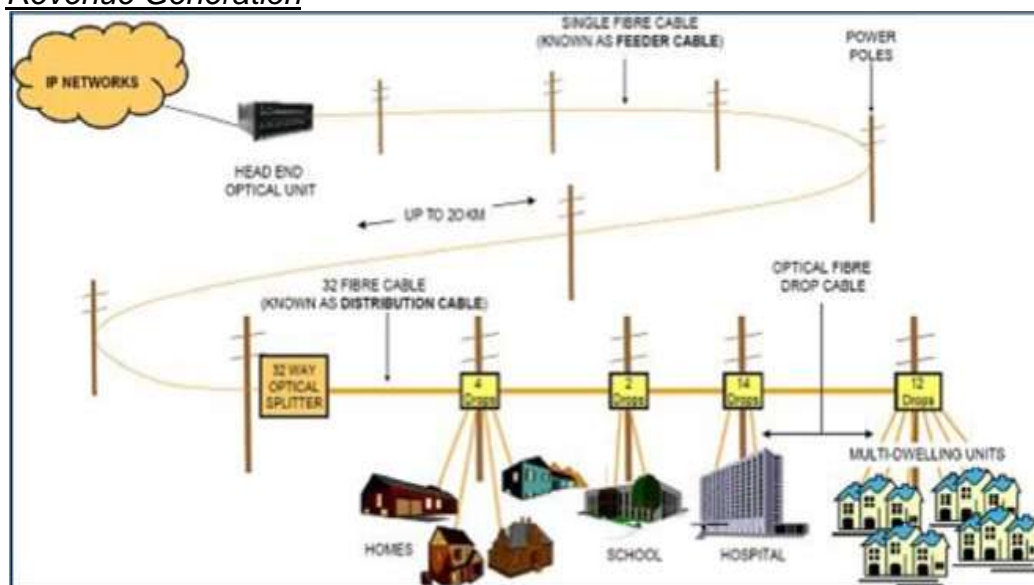 Revenue Generation
SINGLE FIBRE CABLE
(KNOWN AS FEEDER CABLE)
POWER
POLES
IP NETWORKS
HEAD END
OPTICAL UNIT
UP TO 20 KM
OPTICAL FIBRE
DROP CABLE
32 FIBRE CABLE
(KNOWN AS DISTRIBUTION CABLE)
32 WAY
OPTICAL
SPLITTER
4
Drops
2
Drops
14
Drops
12
Drops
MULTI-DWELLING UNITS
HOMES
SCHOOL
HOSPITAL